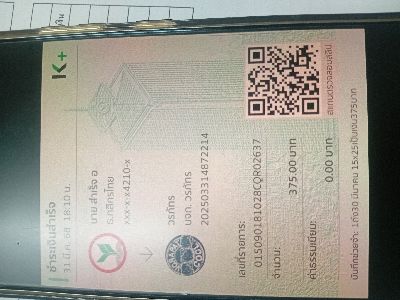 ชำระเงินสำเร็จ
31 มี.ค. 68 18:10 น.
K+
นาย สำเร็จ อ
ธ.กสิกรไทย
xxx-x-x4210-x
วรภัทร
บจก. วรภัทร
202503314872214
เลขที่รายการ:
015090181028CQR02637
จำนวน:
375.00 บาท
ค่าธรรมเนียม:
0.00 บาท
สแกนตรวจสอบสลิป
บันทึกช่วยจำ: 1ถึง30 มีนาคม 15x25เป็นเงิน375บาท